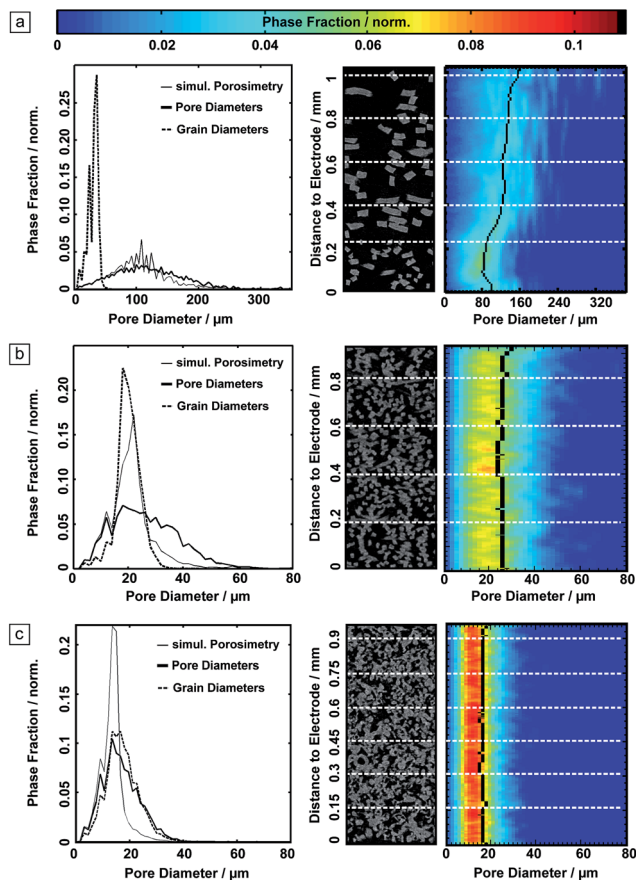 a
Phase Fraction / norm.
0
0.02
0.04
0.06
0.08
0.1
Phase Fraction / norm.
0.25
0.20
0.15
0.10
0.05
0
simul. Porosimetry
Pore Diameters
Grain Diameters
0
100
200
300
Pore Diameter / µm
Distance to Electrode / mm
1
0.8
0.6
0.4
0.2
0
0
80
160
240
320
Pore Diameter / µm
b
Phase Fraction / norm.
0.20
0.15
0.10
0.05
0
simul. Porosimetry
Pore Diameters
Grain Diameters
0
20
40
60
80
Pore Diameter / µm
Distance to Electrode / mm
0.8
0.6
0.4
0.2
0
0
20
40
60
80
Pore Diameter / µm
c
Phase Fraction / norm.
0.2
0.15
0.1
0.05
0
simul. Porosimetry
Pore Diameters
Grain Diameters
0
20
40
60
80
Pore Diameter / µm
Distance to Electrode / mm
0.9
0.75
0.6
0.45
0.3
0.15
0
0
20
40
60
80
Pore Diameter / µm